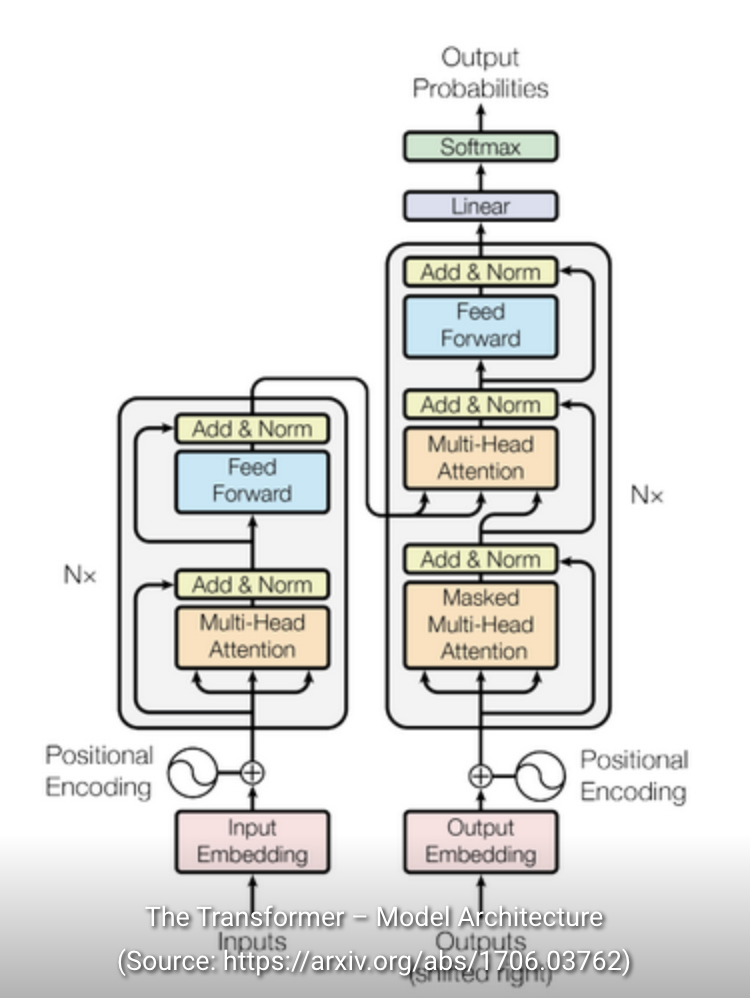 Output
Probabilities
Softmax
Linear
Add & Norm
Feed
Forward
Add & Norm
Multi-Head
Attention
Add & Norm
Masked
Multi-Head
Attention
Nx
Positional
Encoding
Output
Embedding
Outputs
(shifted right)
Add & Norm
Feed
Forward
Add & Norm
Multi-Head
Attention
Nx
Positional
Encoding
Input
Embedding
Inputs
The Transformer – Model Architecture
(Source: https://arxiv.org/abs/1706.03762)